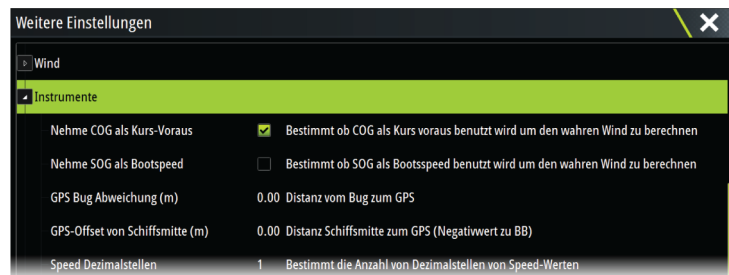 Weitere Einstellungen
Wind
Instrumente
Nehme COG als Kurs-Voraus Bestimmt ob COG als Kurs voraus benutzt wird um den wahren Wind zu berechnen
Nehme SOG als Bootspeed Bestimmt ob SOG als Bootsspeed benutzt wird um den wahren Wind zu berechnen
GPS Bug Abweichung (m) 0.00 Distanz vom Bug zum GPS
GPS-Offset von Schiffsmitte (m) 0.00 Distanz Schiffsmitte zum GPS (Negativwert zu BB)
Speed Dezimalstellen 1 Bestimmt die Anzahl von Dezimalstellen von Speed-Werten